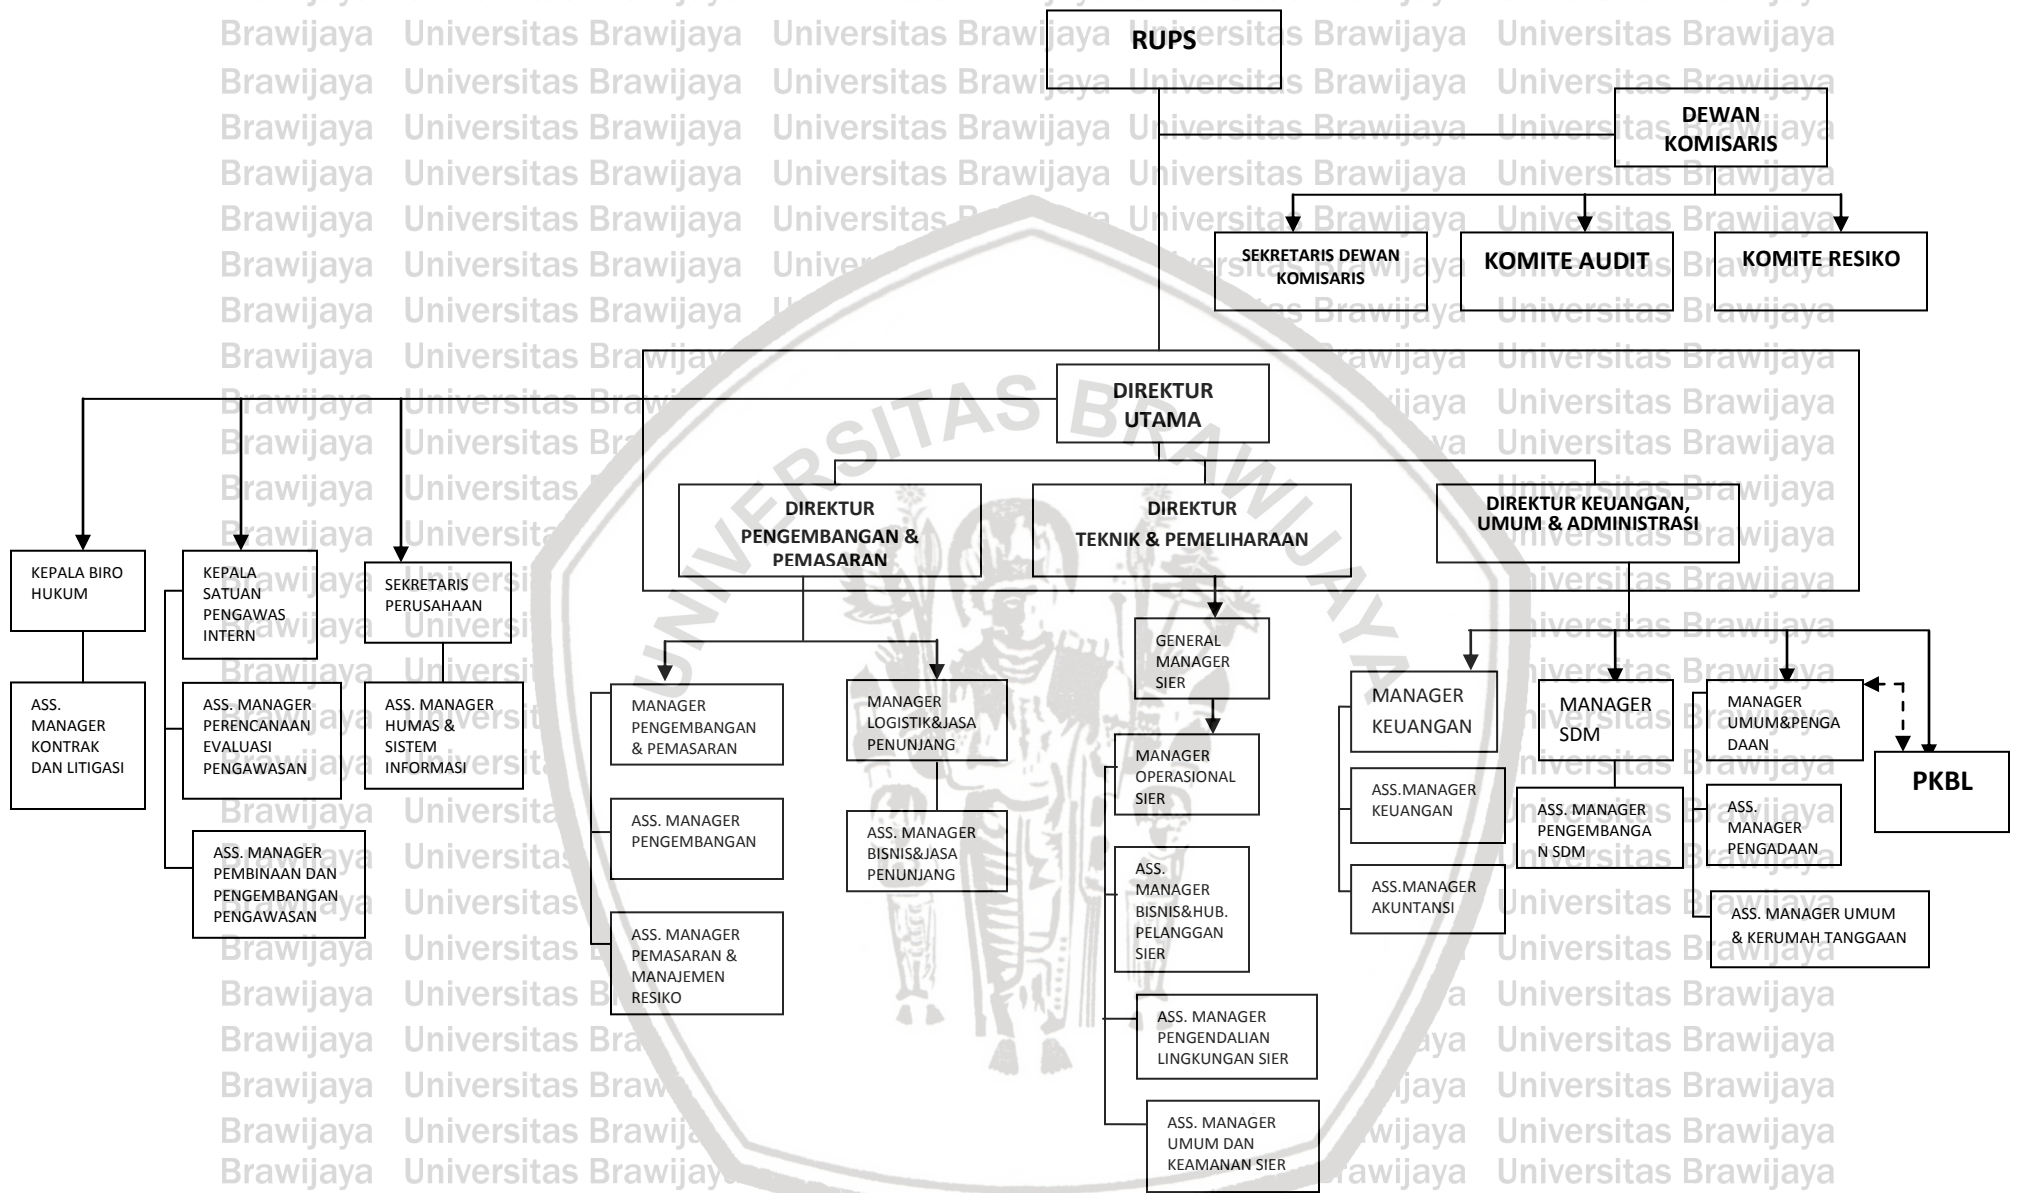 RUPS
DEWAN
KOMISARIS
SEKRETARIS DEWAN
KOMISARIS
KOMITE AUDIT
KOMITE RESIKO
DIREKTUR
UTAMA
DIREKTUR
PENGEMBANGAN &
PEMASARAN
DIREKTUR
TEKNIK & PEMELIHARAAN
DIREKTUR KEUANGAN,
UMUM & ADMINISTRASI
KEPALA BIRO
HUKUM
KEPALA
SATUAN
PENGAWAS
INTERN
SEKRETARIS
PERUSAHAAN
ASS.
MANAGER
KONTRAK
DAN LITIGASI
ASS. MANAGER
PERENCANAAN
EVALUASI
PENGAWASAN
ASS. MANAGER
HUMAS &
SISTEM
INFORMASI
ASS. MANAGER
PEMBINAAN DAN
PENGEMBANGAN
PENGAWASAN
MANAGER
PENGEMBANGAN
& PEMASARAN
MANAGER
LOGISTIK&JASA
PENUNJANG
ASS. MANAGER
PENGEMBANGAN
ASS. MANAGER
BISNIS&JASA
PENUNJANG
ASS. MANAGER
PEMASARAN &
MANAJEMEN
RESIKO
GENERAL
MANAGER
SIER
MANAGER
OPERASIONAL
SIER
ASS.
MANAGER
BISNIS&HUB.
PELANGGAN
SIER
ASS. MANAGER
PENGENDALIAN
LINGKUNGAN SIER
ASS. MANAGER
UMUM DAN
KEAMANAN SIER
MANAGER
KEUANGAN
ASS.MANAGER
KEUANGAN
ASS.MANAGER
AKUNTANSI
MANAGER
SDM
ASS. MANAGER
PENGEMBANGA
N SDM
MANAGER
UMUM&PENGA
DAAN
ASS.
MANAGER
PENGADAAN
ASS. MANAGER UMUM
& KERUMAH TANGGAAN
PKBL
UNIVERSITAS BRAWIJAYA